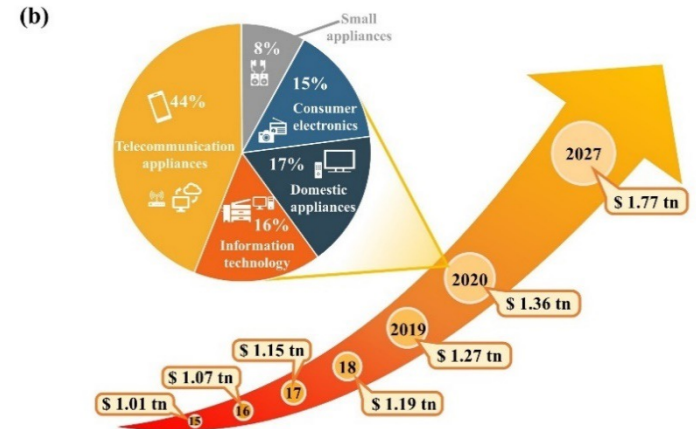 (b)
Small
appliances
8%
15%
Consumer
electronics
44%
Telecommunication
appliances
17%
Domestic
appliances
16%
Information
technology
2027
$ 1.77 tn
2020
$ 1.36 tn
2019
$ 1.27 tn
18
$ 1.19 tn
$ 1.15 tn
17
$ 1.07 tn
16
$ 1.01 tn
15